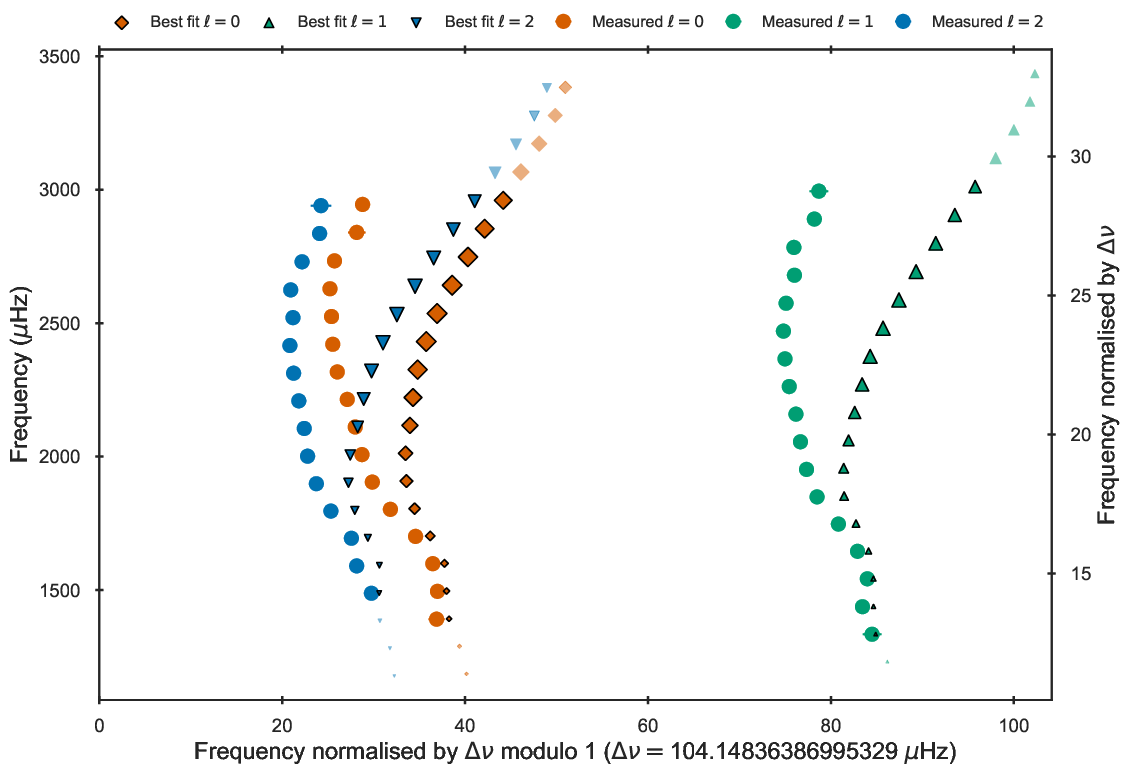 Best fit ℓ = 0 Best fit ℓ = 1 Best fit ℓ = 2 Measured ℓ = 0 Measured ℓ = 1 Measured ℓ = 2
3500
3000
2500
2000
1500
Frequency (μHz)
30
25
20
15
Frequency normalised by Δν
0 20 40 60 80 100
Frequency normalised by Δν modulo 1 (Δν = 104.14836386995329 μHz)